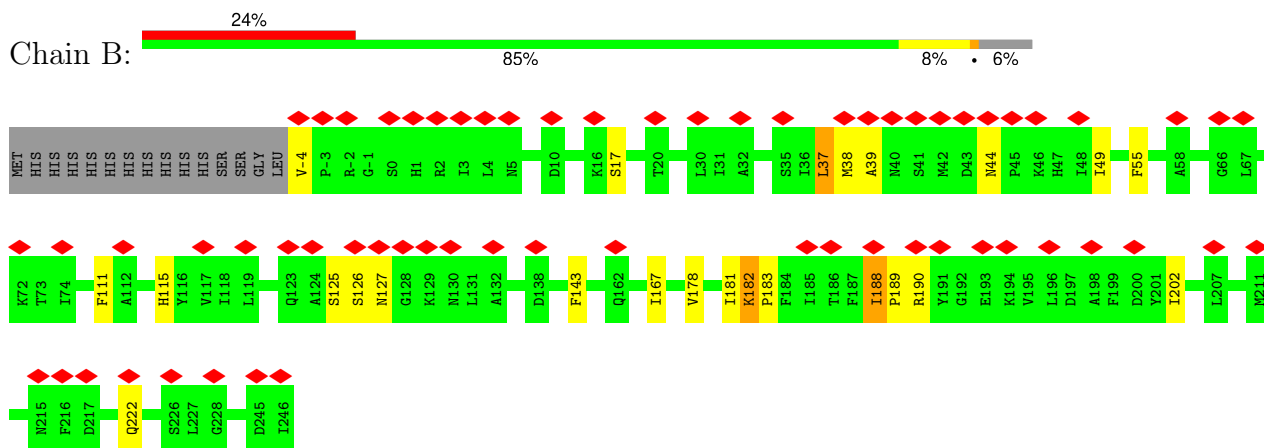 24%
Chain B:
85% 8% • 6%
MET HIS HIS HIS HIS HIS HIS HIS HIS HIS HIS SER SER GLY LEU V-4 P-3 R-2 G-1 S0 H1 R2 I3 L4 N5 D10 K16 S17 T20 L30 I31 A32 S35 I36 L37 M38 A39 N40 S41 M42 D43 N44 P45 K46 H47 I48 I49 F55 A58 G66 L67
K72 T73 I74 F111 A112 H115 Y116 V117 I118 L119 Q123 A124 S125 S126 N127 G128 K129 N130 L131 A132 D138 F143 Q162 I167 V178 I181 K182 P183 F184 I185 T186 F187 I188 P189 R190 Y191 G192 E193 K194 V195 L196 D197 A198 F199 D200 Y201 I202 L207 M211
N215 F216 D217 Q222 S226 L227 G228 D245 I246